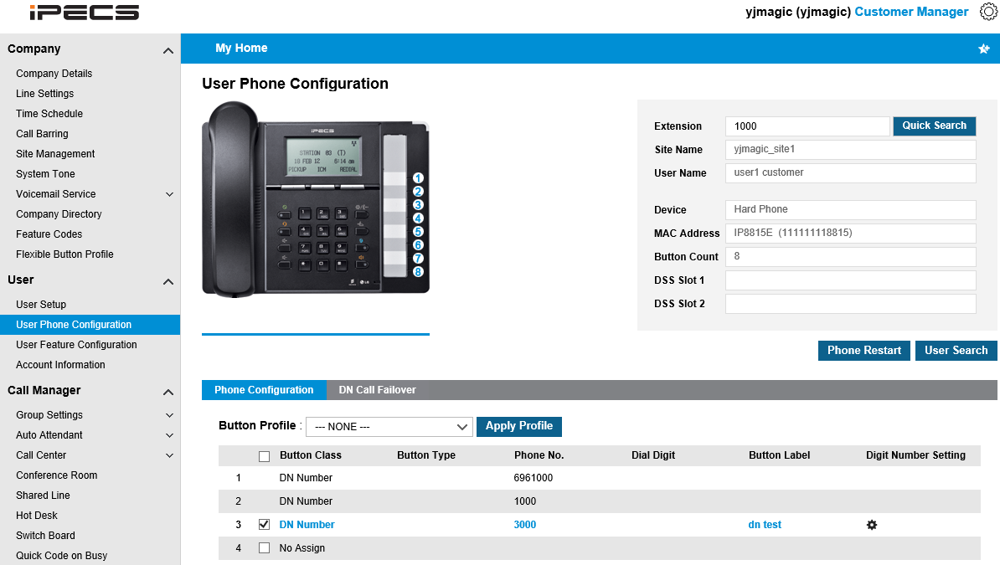 iPECS
yjmagic (yjmagic) Customer Manager
Company
Company Details
Line Settings
Time Schedule
Call Barring
Site Management
System Tone
Voicemail Service
Company Directory
Feature Codes
Flexible Button Profile
User
User Setup
User Phone Configuration
User Feature Configuration
Account Information
Call Manager
Group Settings
Auto Attendant
Call Center
Conference Room
Shared Line
Hot Desk
Switch Board
Quick Code on Busy
My Home
User Phone Configuration
iPECS
STATION 03 (T)
18 FEB 12 6:14 am
PICKUP ICM REDIAL
1
2
3
4
5
6
7
8
Extension 1000 Quick Search
Site Name yjmagic_site1
User Name user1 customer
Device Hard Phone
MAC Address IP8815E (111111118815)
Button Count 8
DSS Slot 1
DSS Slot 2
Phone Restart User Search
Phone Configuration DN Call Failover
Button Profile : --- NONE --- Apply Profile
Button Class Button Type Phone No. Dial Digit Button Label Digit Number Setting
1 DN Number 6961000
2 DN Number 1000
3 DN Number 3000 dn test
4 No Assign